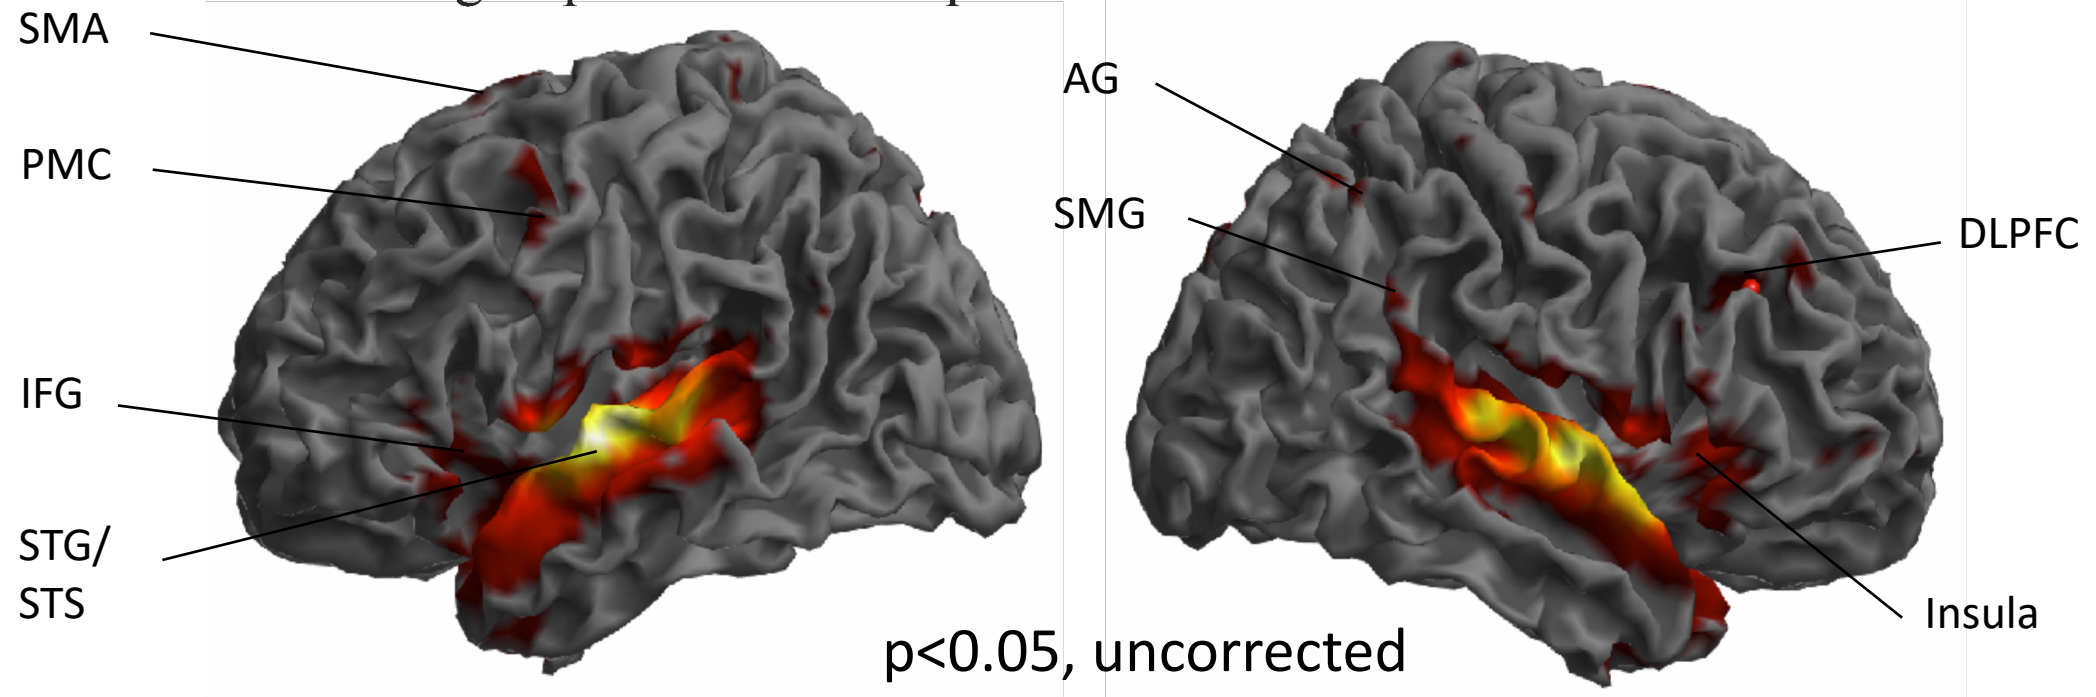 SMA
PMC
IFG
STG/
STS
AG
SMG
DLPFC
Insula
p<0.05, uncorrected